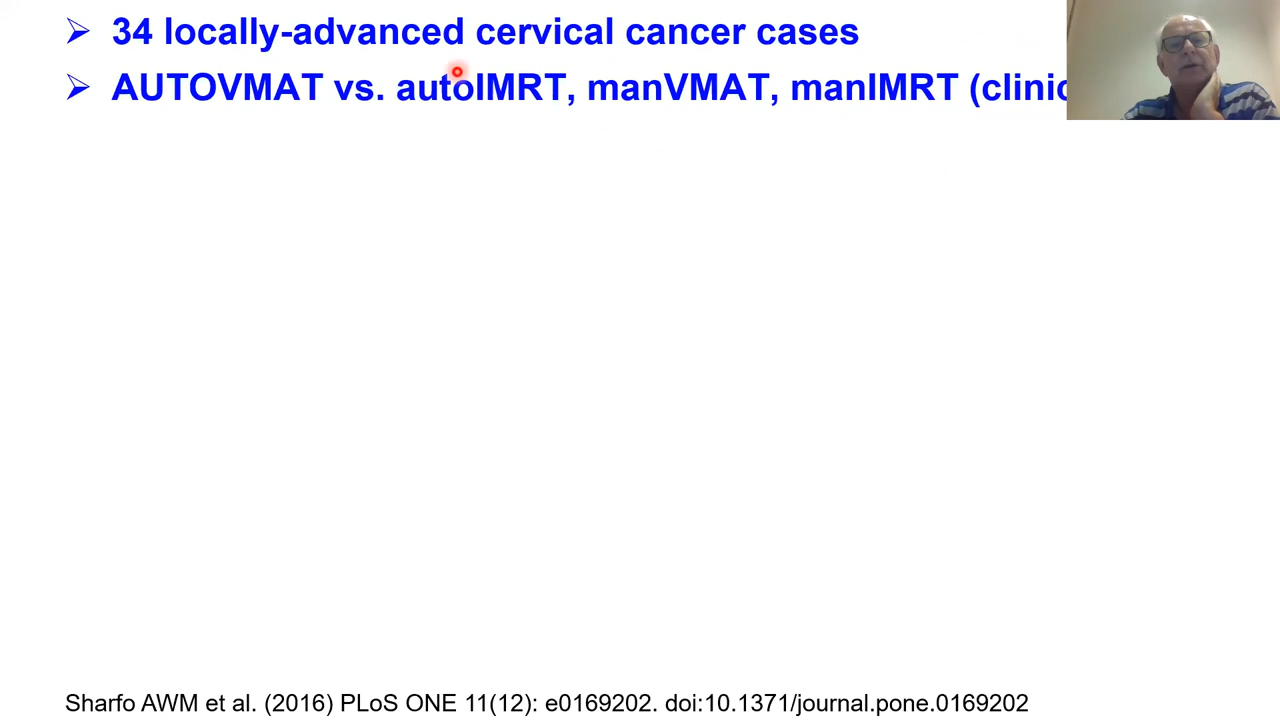 34 locally-advanced cervical cancer cases
AUTOVMAT vs. autoIMRT, manVMAT, manIMRT
Sharfo AWM et al. (2016) PLoS ONE 11(12): e0169202. doi:10.1371/journal.pone.0169202